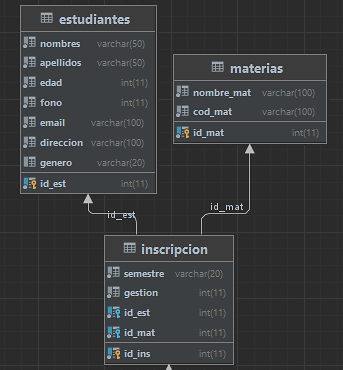 estudiantes
nombres varchar(50)
apellidos varchar(50)
edad int(11)
fono int(11)
email varchar(100)
direccion varchar(100)
genero varchar(20)
id_est int(11)
materias
nombre_mat varchar(100)
cod_mat varchar(100)
id_mat int(11)
id_est
id_mat
inscripcion
semestre varchar(20)
gestion int(11)
id_est int(11)
id_mat int(11)
id_ins int(11)